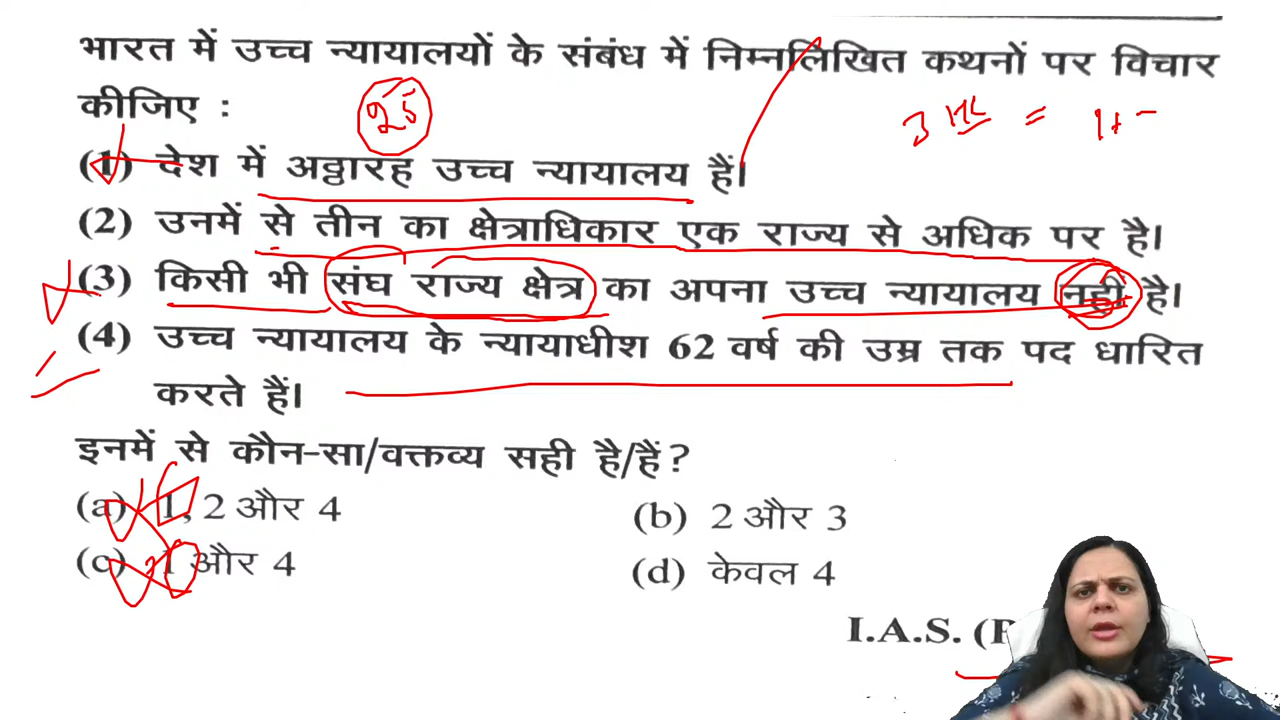 भारत में उच्च न्यायालयों के संबंध में निम्नलिखित कथनों पर विचार
कीजिए :
25
3 HC = 1+
(1) देश में अठ्ठारह उच्च न्यायालय हैं।
(2) उनमें से तीन का क्षेत्राधिकार एक राज्य से अधिक पर है।
(3) किसी भी संघ राज्य क्षेत्र का अपना उच्च न्यायालय नहीं है।
(4) उच्च न्यायालय के न्यायाधीश 62 वर्ष की उम्र तक पद धारित
करते हैं।
इनमें से कौन-सा/वक्तव्य सही है/हैं?
(a) 1, 2 और 4
(b) 2 और 3
(c) 1 और 4
(d) केवल 4
I.A.S.